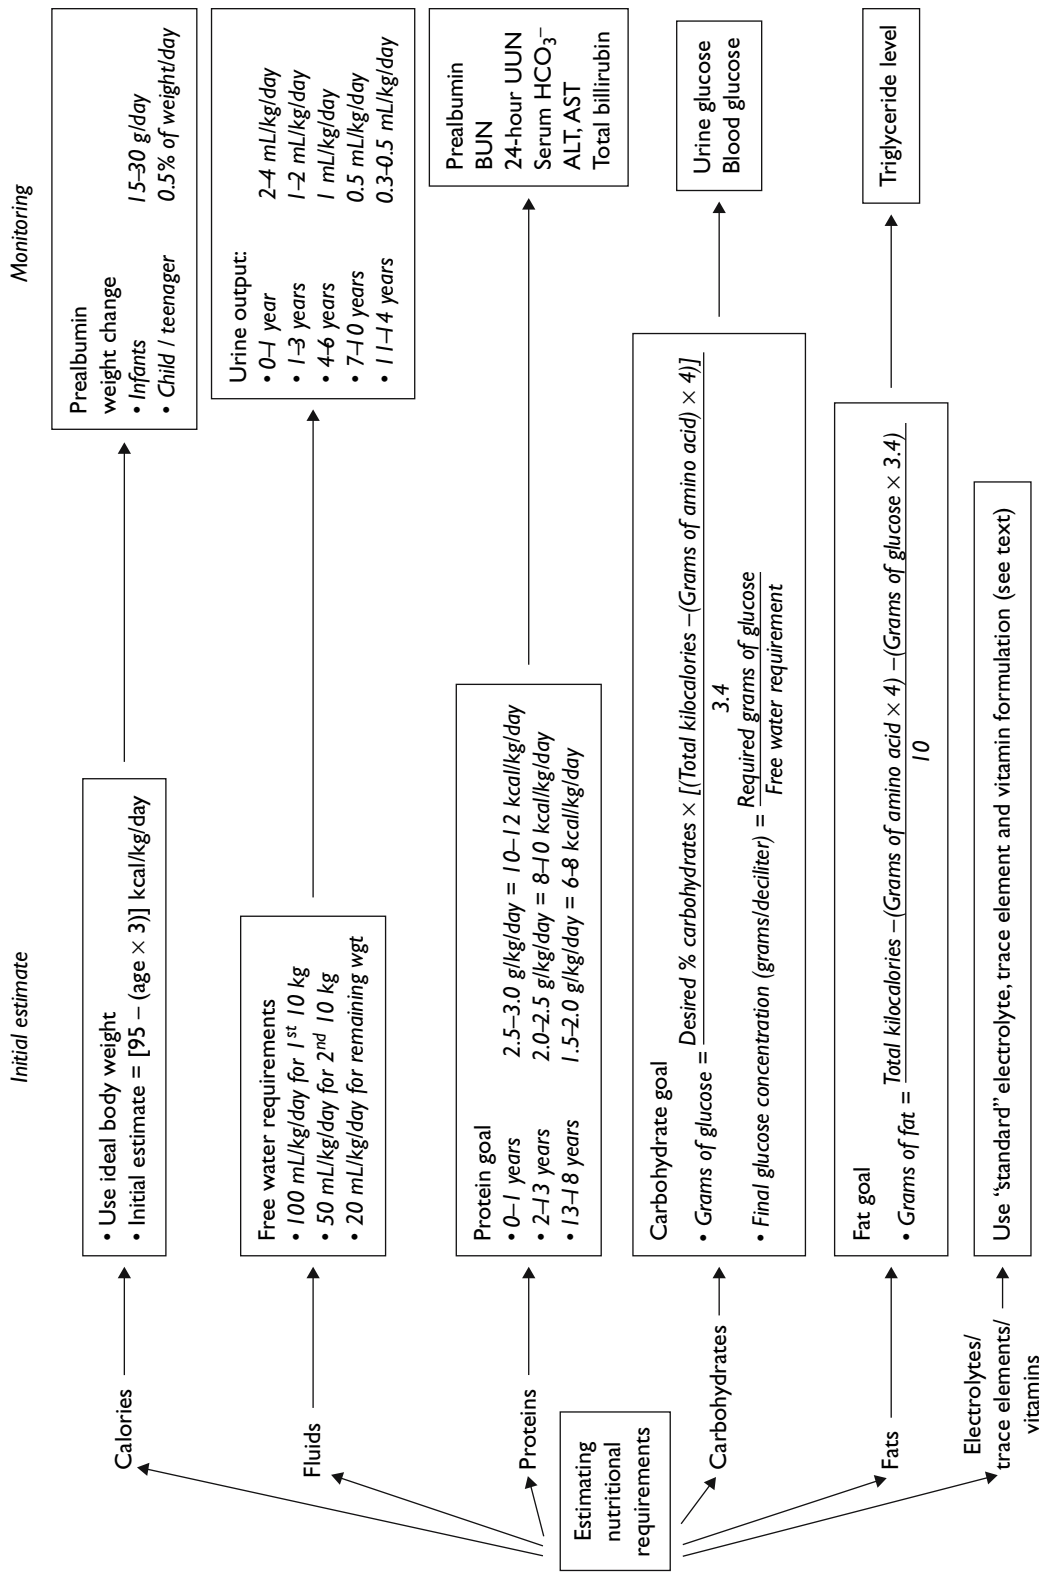 Initial estimate
Monitoring
Estimating
nutritional
requirements
Calories
• Use ideal body weight
• Initial estimate = [95 − (age × 3)] kcal/kg/day
Prealbumin
weight change
• Infants 15–30 g/day
• Child / teenager 0.5% of weight/day
Fluids
Free water requirements
• 100 mL/kg/day for 1st 10 kg
• 50 mL/kg/day for 2nd 10 kg
• 20 mL/kg/day for remaining wgt
Urine output:
• 0–1 year 2–4 mL/kg/day
• 1–3 years 1–2 mL/kg/day
• 4–6 years 1 mL/kg/day
• 7–10 years 0.5 mL/kg/day
• 11–14 years 0.3–0.5 mL/kg/day
Proteins
Protein goal
• 0–1 years 2.5–3.0 g/kg/day = 10–12 kcal/kg/day
• 2–13 years 2.0–2.5 g/kg/day = 8–10 kcal/kg/day
• 13–18 years 1.5–2.0 g/kg/day = 6–8 kcal/kg/day
Prealbumin
BUN
24-hour UUN
Serum HCO3−
ALT, AST
Total billirubin
Carbohydrates
Carbohydrate goal
• Grams of glucose = Desired % carbohydrates × [(Total kilocalories −(Grams of amino acid) × 4)]
3.4
• Final glucose concentration (grams/deciliter) = Required grams of glucose
Free water requirement
Urine glucose
Blood glucose
Fats
Fat goal
• Grams of fat = Total kilocalories −(Grams of amino acid × 4) −(Grams of glucose × 3.4)
10
Triglyceride level
Electrolytes/
trace elements/
vitamins
Use “standard” electrolyte, trace element and vitamin formulation (see text)